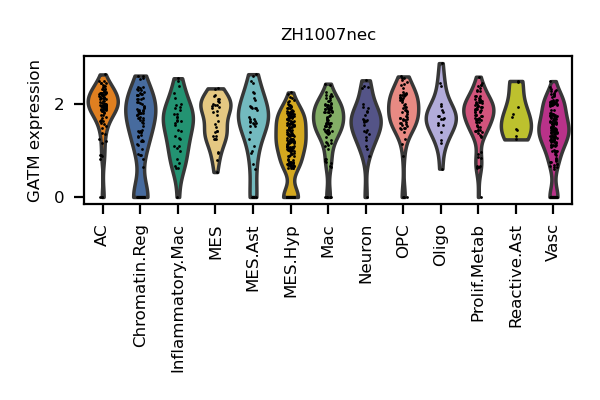 ZH1007nec
GATM expression
2
0
AC
Chromatin.Reg
Inflammatory.Mac
MES
MES.Ast
MES.Hyp
Mac
Neuron
OPC
Oligo
Prolif.Metab
Reactive.Ast
Vasc